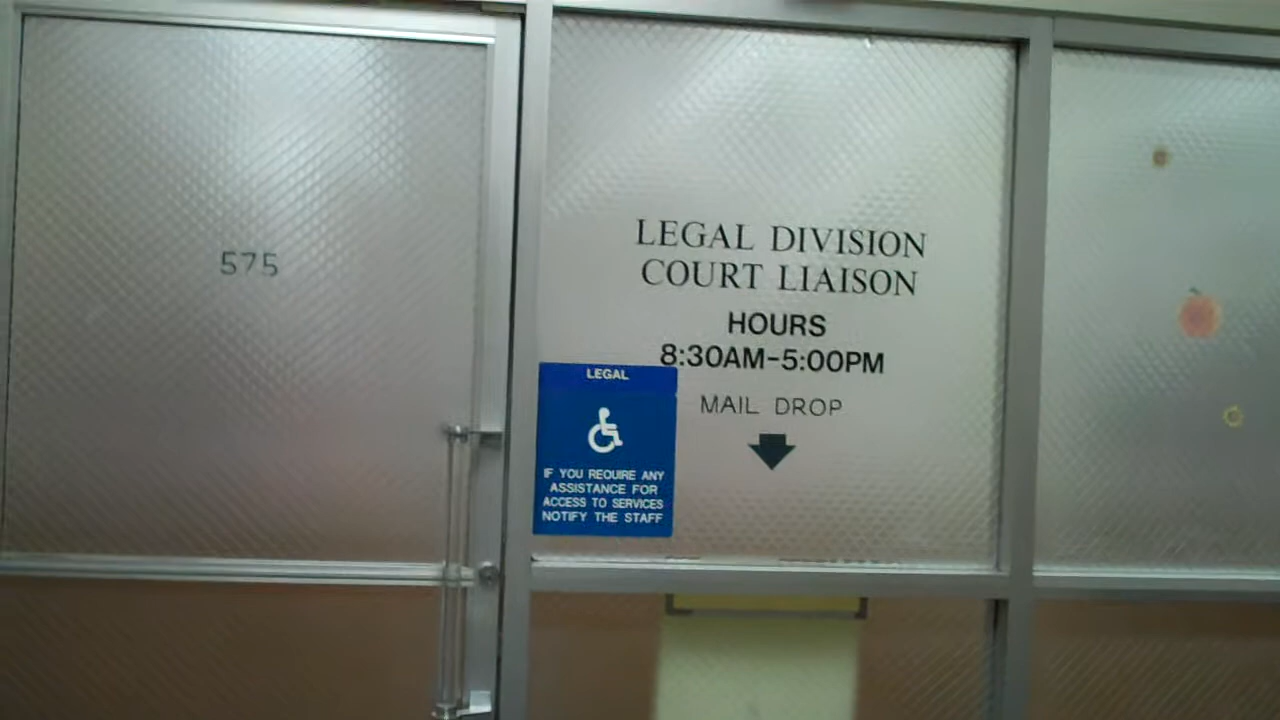 575
LEGAL DIVISION
COURT LIAISON
HOURS
8:30AM-5:00PM
MAIL DROP
LEGAL
IF YOU REQUIRE ANY
ASSISTANCE FOR
ACCESS TO SERVICES
NOTIFY THE STAFF